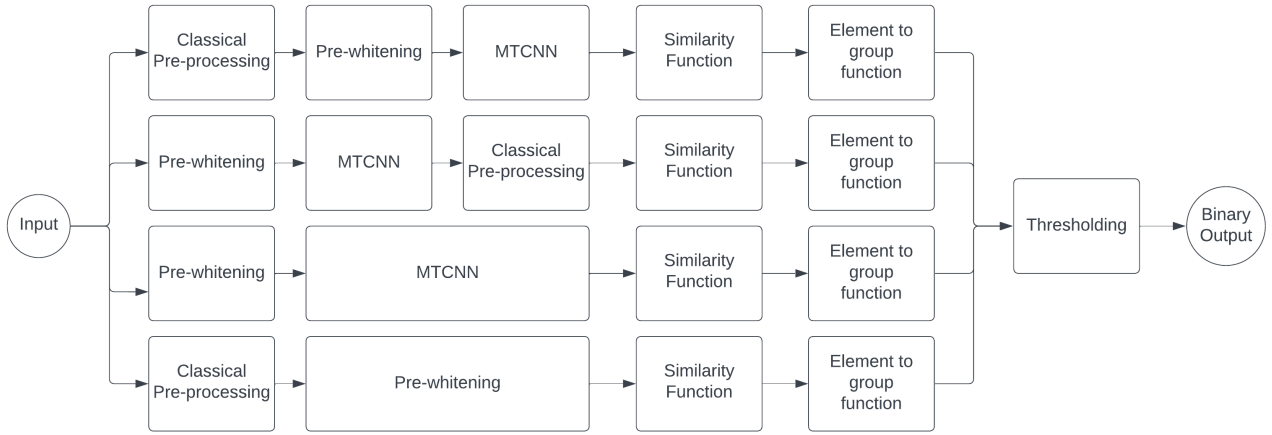 Input
Classical
Pre-processing
Pre-whitening
MTCNN
Similarity
Function
Element to
group
function
Pre-whitening
MTCNN
Classical
Pre-processing
Similarity
Function
Element to
group
function
Pre-whitening
MTCNN
Similarity
Function
Element to
group
function
Classical
Pre-processing
Pre-whitening
Similarity
Function
Element to
group
function
Thresholding
Binary
Output